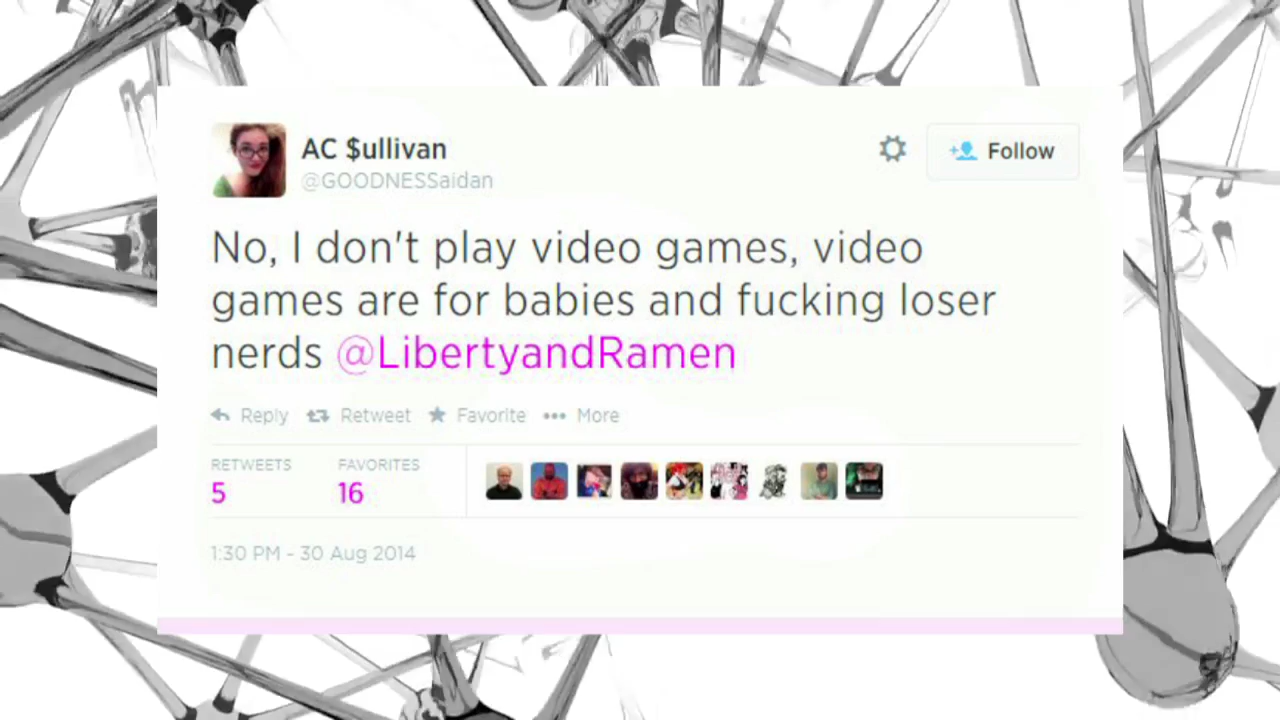 AC $ullivan
@GOODNESSaidan
Follow
No, I don't play video games, video
games are for babies and fucking loser
nerds @LibertyandRamen
Reply Retweet Favorite More
RETWEETS FAVORITES
5 16
1:30 PM - 30 Aug 2014